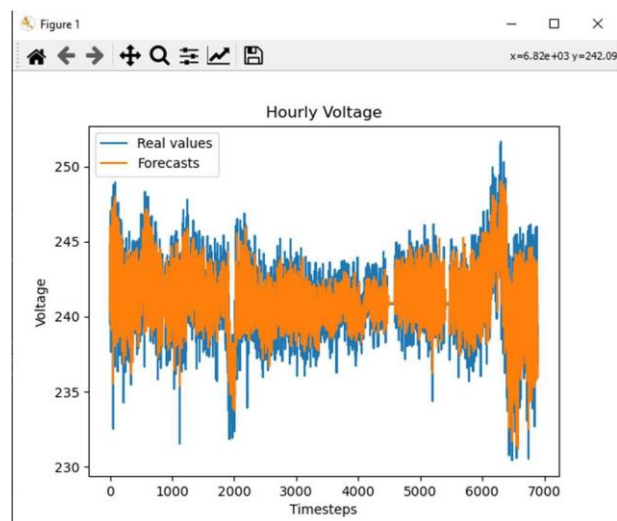 Figure 1
x=6.82e+03 y=242.09
Hourly Voltage
Real values
Forecasts
250
245
240
235
230
Voltage
0 1000 2000 3000 4000 5000 6000 7000
Timesteps